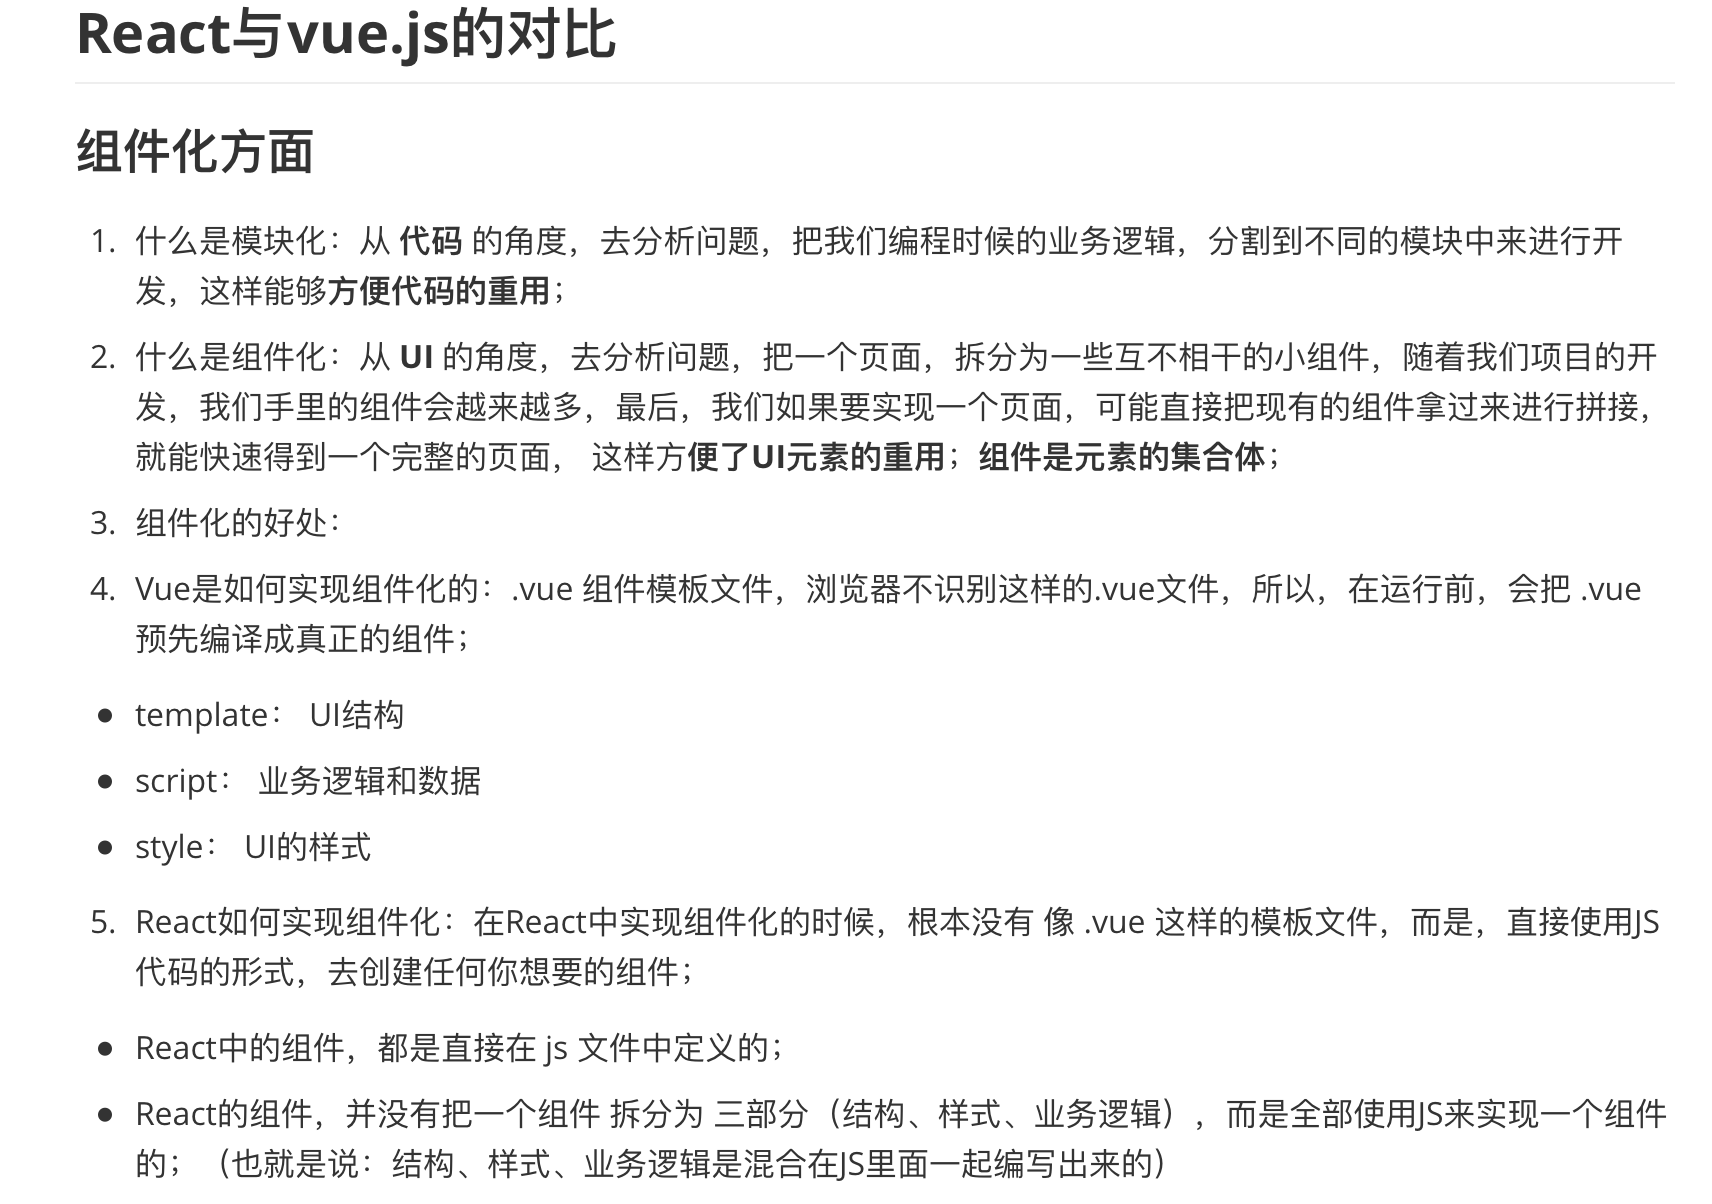 React与vue.js的对比
组件化方面
1. 什么是模块化：从 代码 的角度，去分析问题，把我们编程时候的业务逻辑，分割到不同的模块中来进行开
发，这样能够方便代码的重用；
2. 什么是组件化：从 UI 的角度，去分析问题，把一个页面，拆分为一些互不相干的小组件，随着我们项目的开
发，我们手里的组件会越来越多，最后，我们如果要实现一个页面，可能直接把现有的组件拿过来进行拼接，
就能快速得到一个完整的页面， 这样方便了UI元素的重用；组件是元素的集合体；
3. 组件化的好处：
4. Vue是如何实现组件化的：.vue 组件模板文件，浏览器不识别这样的.vue文件，所以，在运行前，会把 .vue
预先编译成真正的组件；
● template： UI结构
● script： 业务逻辑和数据
● style： UI的样式
5. React如何实现组件化：在React中实现组件化的时候，根本没有 像 .vue 这样的模板文件，而是，直接使用JS
代码的形式，去创建任何你想要的组件；
● React中的组件，都是直接在 js 文件中定义的；
● React的组件，并没有把一个组件 拆分为 三部分（结构、样式、业务逻辑），而是全部使用JS来实现一个组件
的；（也就是说：结构、样式、业务逻辑是混合在JS里面一起编写出来的）